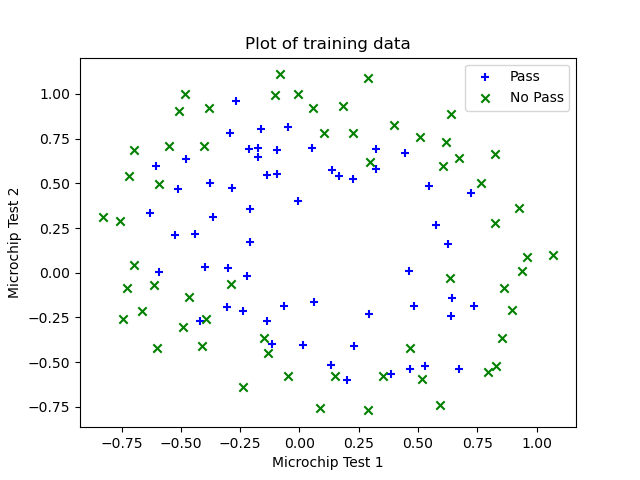 Plot of training data
Pass
No Pass
1.00
0.75
0.50
0.25
0.00
−0.25
−0.50
−0.75
Microchip Test 2
−0.75 −0.50 −0.25 0.00 0.25 0.50 0.75 1.00
Microchip Test 1